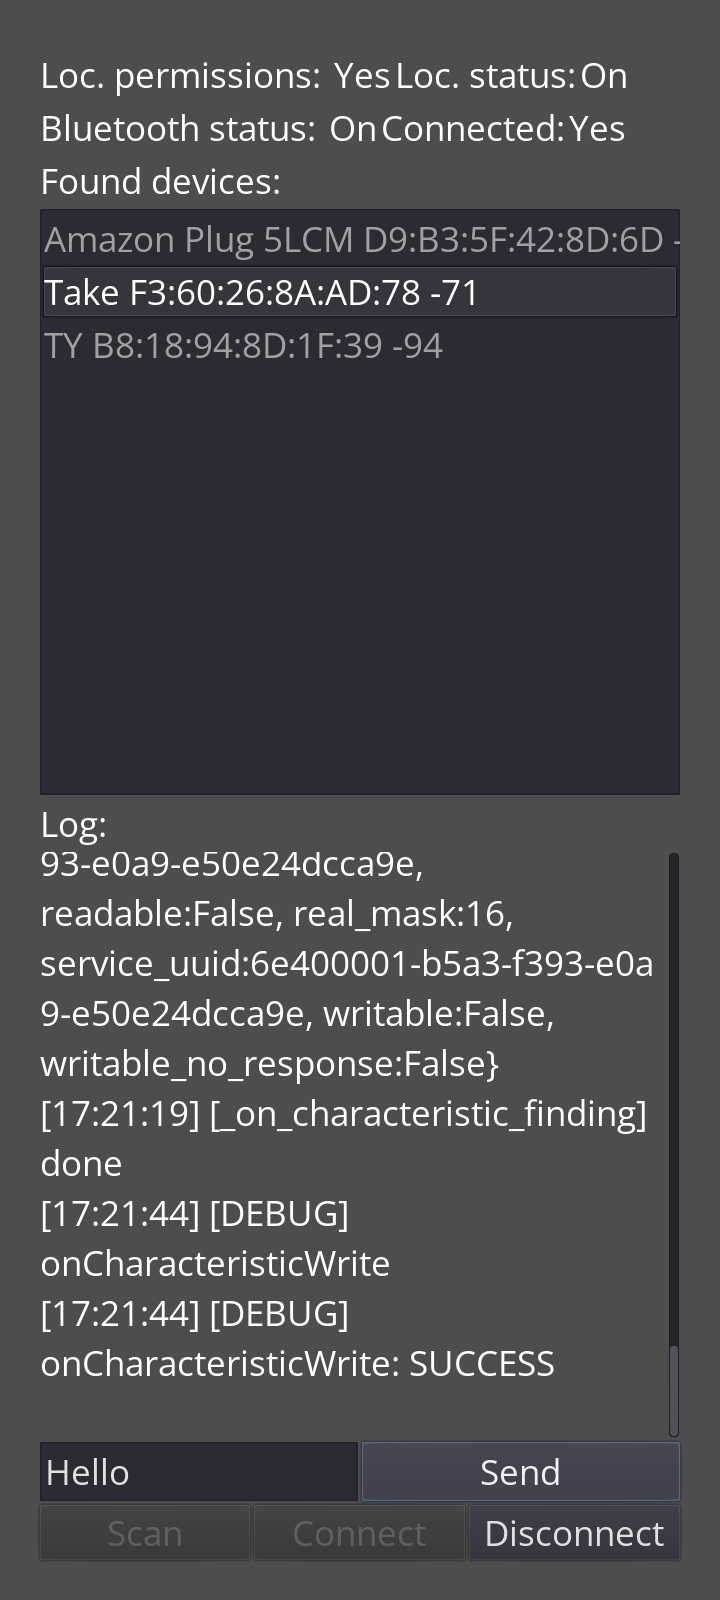 Loc. permissions: Yes Loc. status: On
Bluetooth status: On Connected: Yes
Found devices:
Amazon Plug 5LCM D9:B3:5F:42:8D:6D -
Take F3:60:26:8A:AD:78 -71
TY B8:18:94:8D:1F:39 -94
Log:
93-e0a9-e50e24dcca9e,
readable:False, real_mask:16,
service_uuid:6e400001-b5a3-f393-e0a
9-e50e24dcca9e, writable:False,
writable_no_response:False}
[17:21:19] [_on_characteristic_finding]
done
[17:21:44] [DEBUG]
onCharacteristicWrite
[17:21:44] [DEBUG]
onCharacteristicWrite: SUCCESS
Hello Send
Scan Connect Disconnect